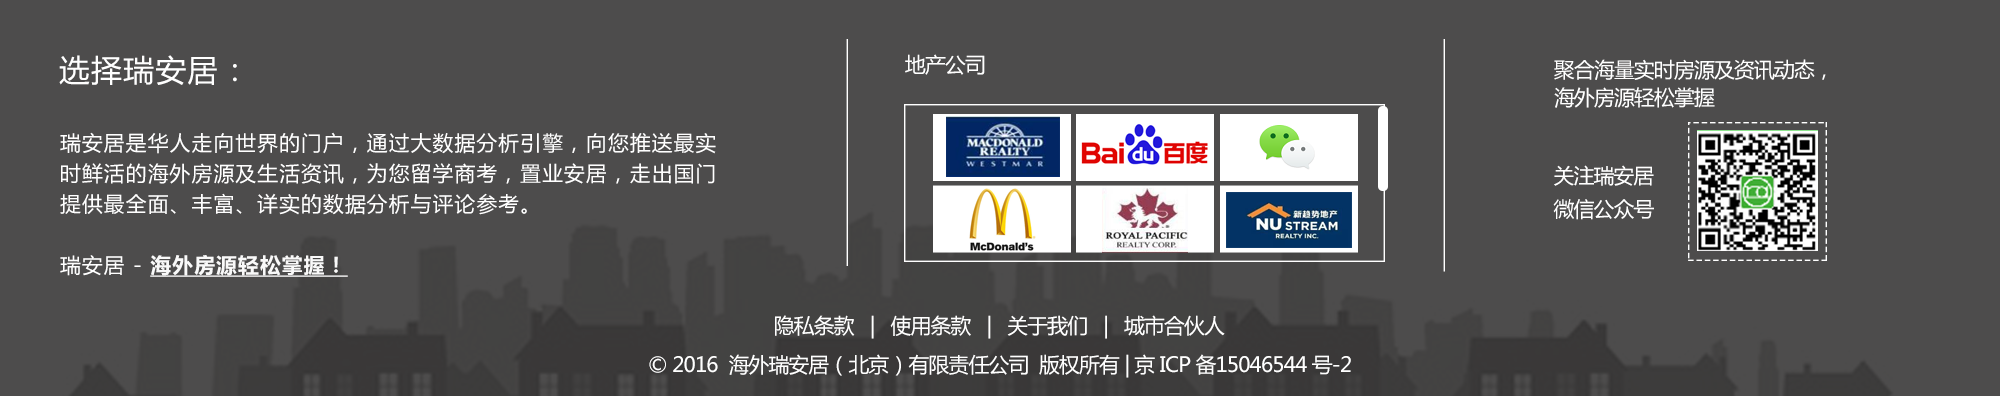 选择瑞安居：
瑞安居是华人走向世界的门户，通过大数据分析引擎，向您推送最实
时鲜活的海外房源及生活资讯，为您留学商考，置业安居，走出国门
提供最全面、丰富、详实的数据分析与评论参考。
瑞安居 - 海外房源轻松掌握！
地产公司
MACDONALD
REALTY
WESTMAR
Bai du 百度
McDonald's
ROYAL PACIFIC
REALTY CORP.
新趋势地产
NU STREAM
REALTY INC.
聚合海量实时房源及资讯动态，
海外房源轻松掌握
关注瑞安居
微信公众号
隐私条款 | 使用条款 | 关于我们 | 城市合伙人
© 2016 海外瑞安居（北京）有限责任公司 版权所有 | 京 ICP 备15046544 号-2